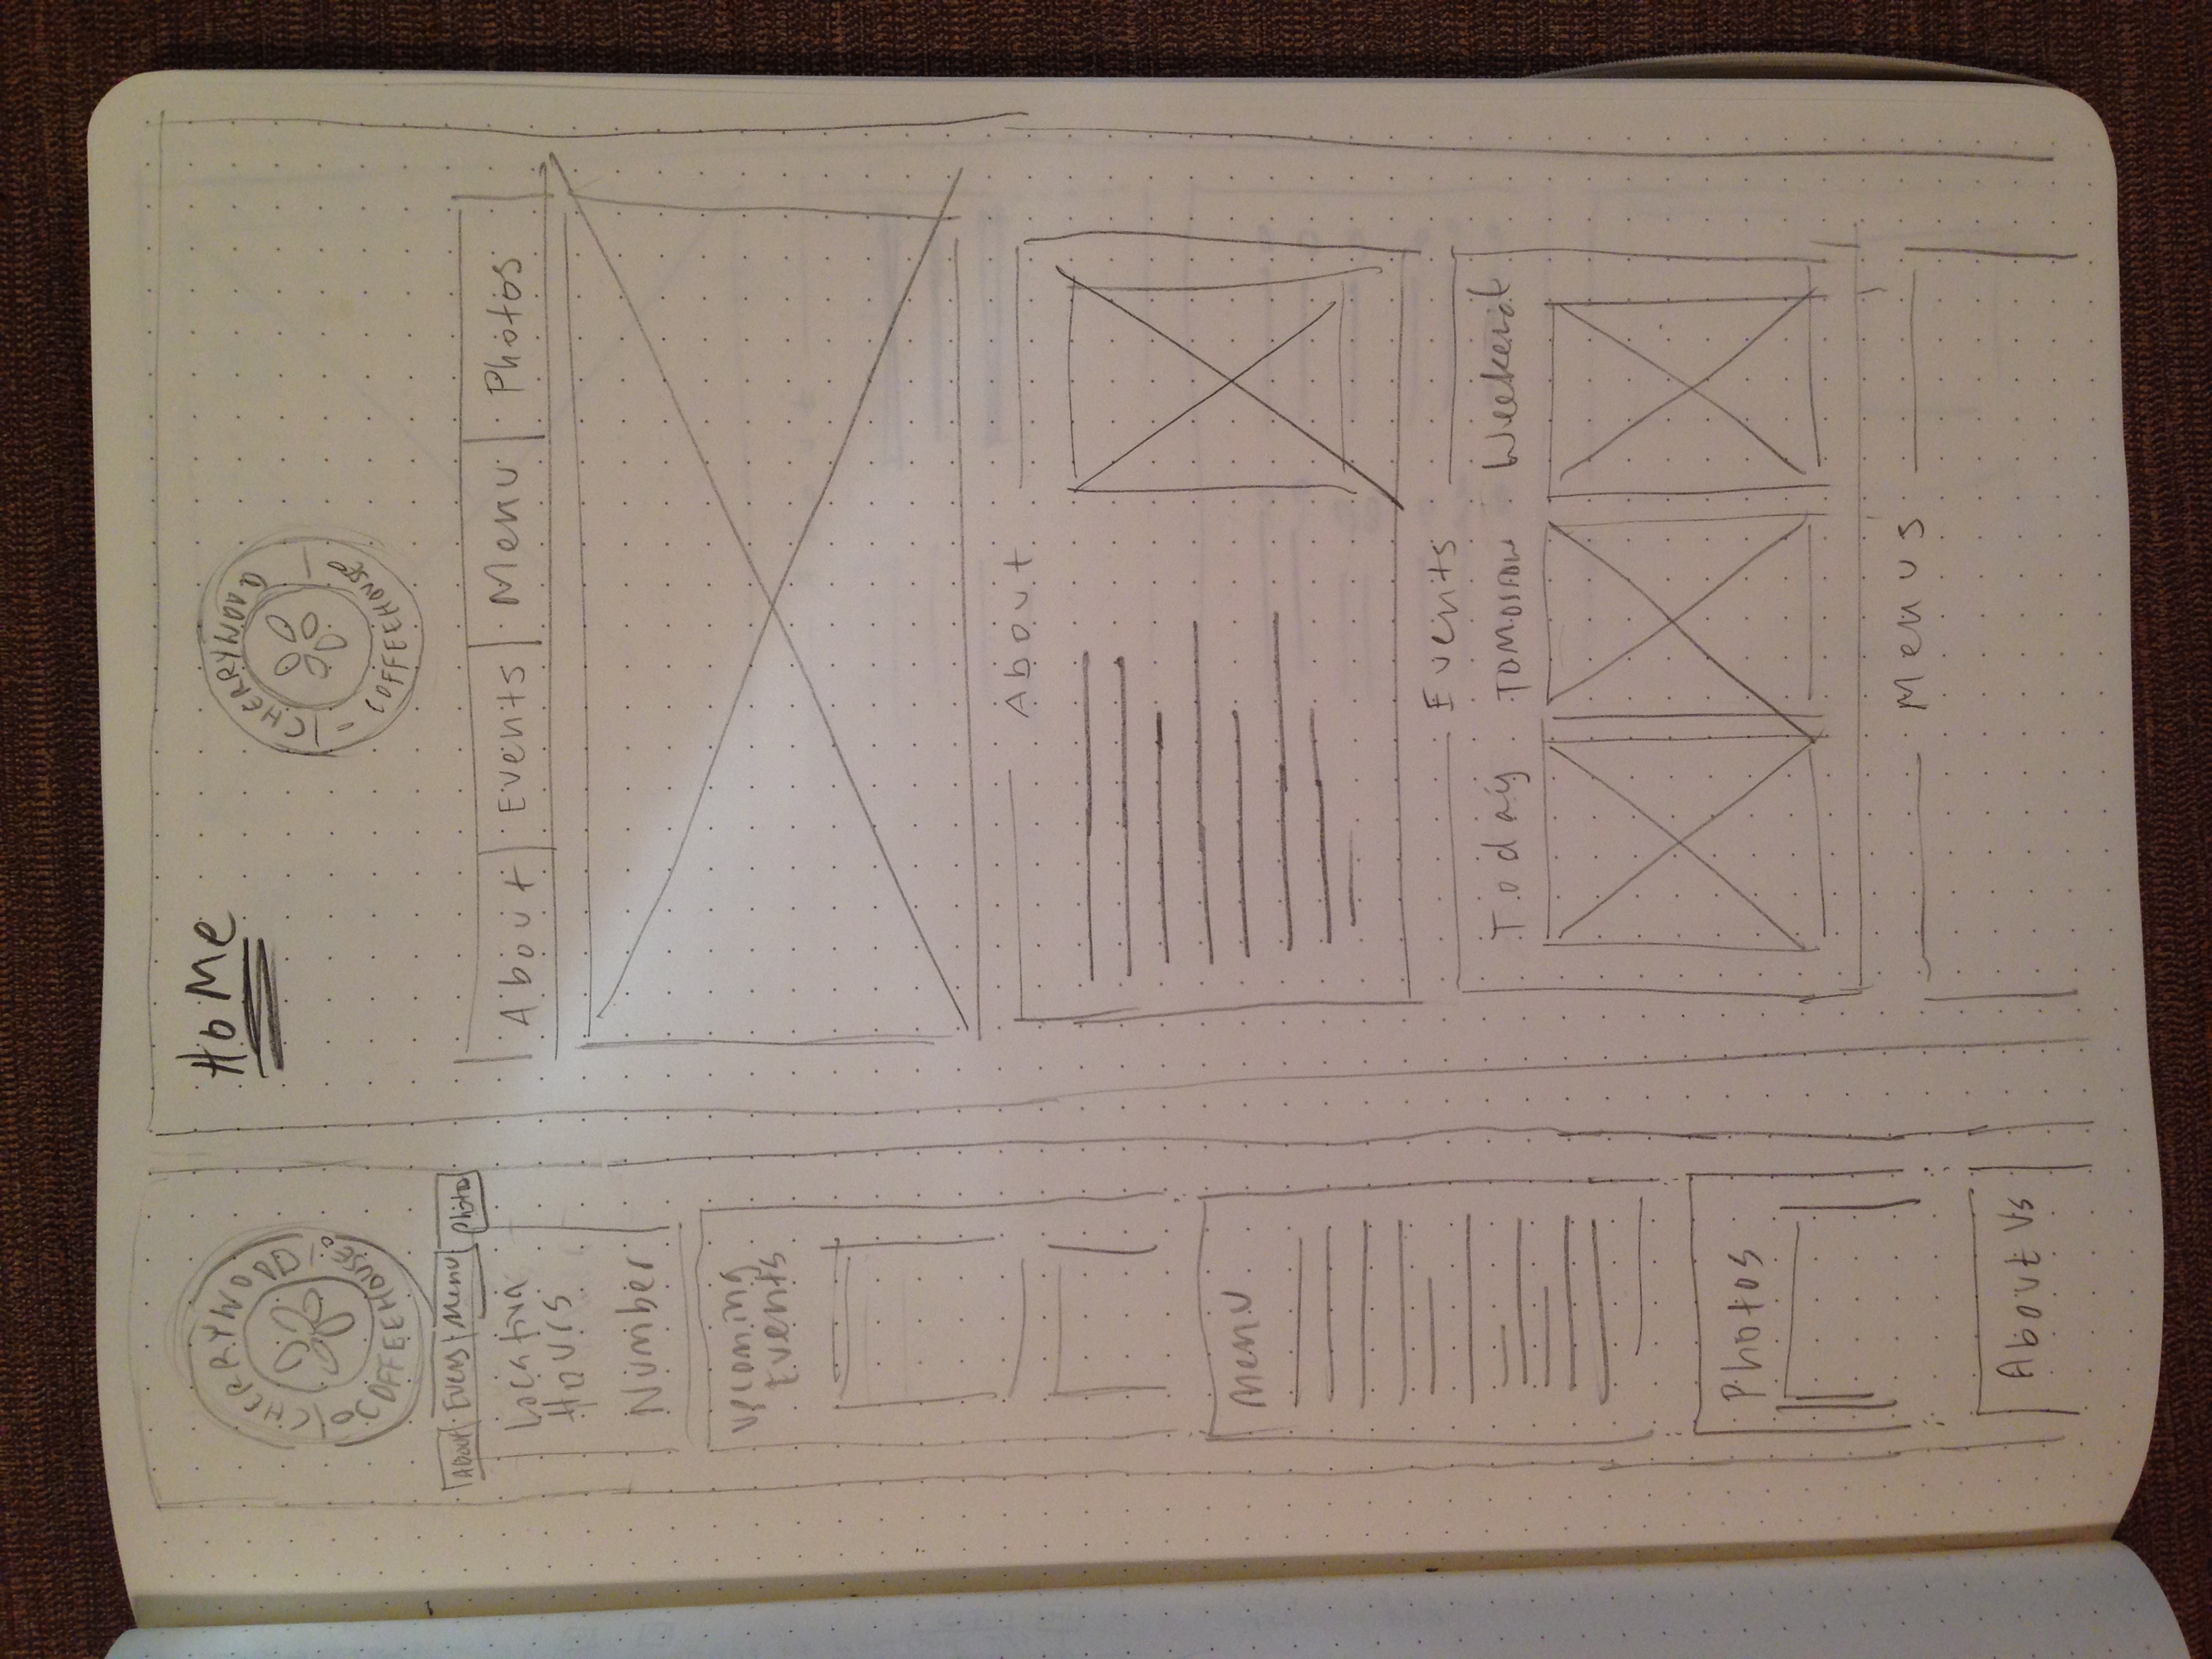 CHERRYWOOD
COFFEEHOUSE
About Events Menu Photos
Location
Hours
Number
Upcoming
Events
Menu
Photos
About Us
HoMe
CHERRYWOOD
COFFEEHOUSE
About Events Menu Photos
About
Events
Today Tomorrow Weekend
Menus